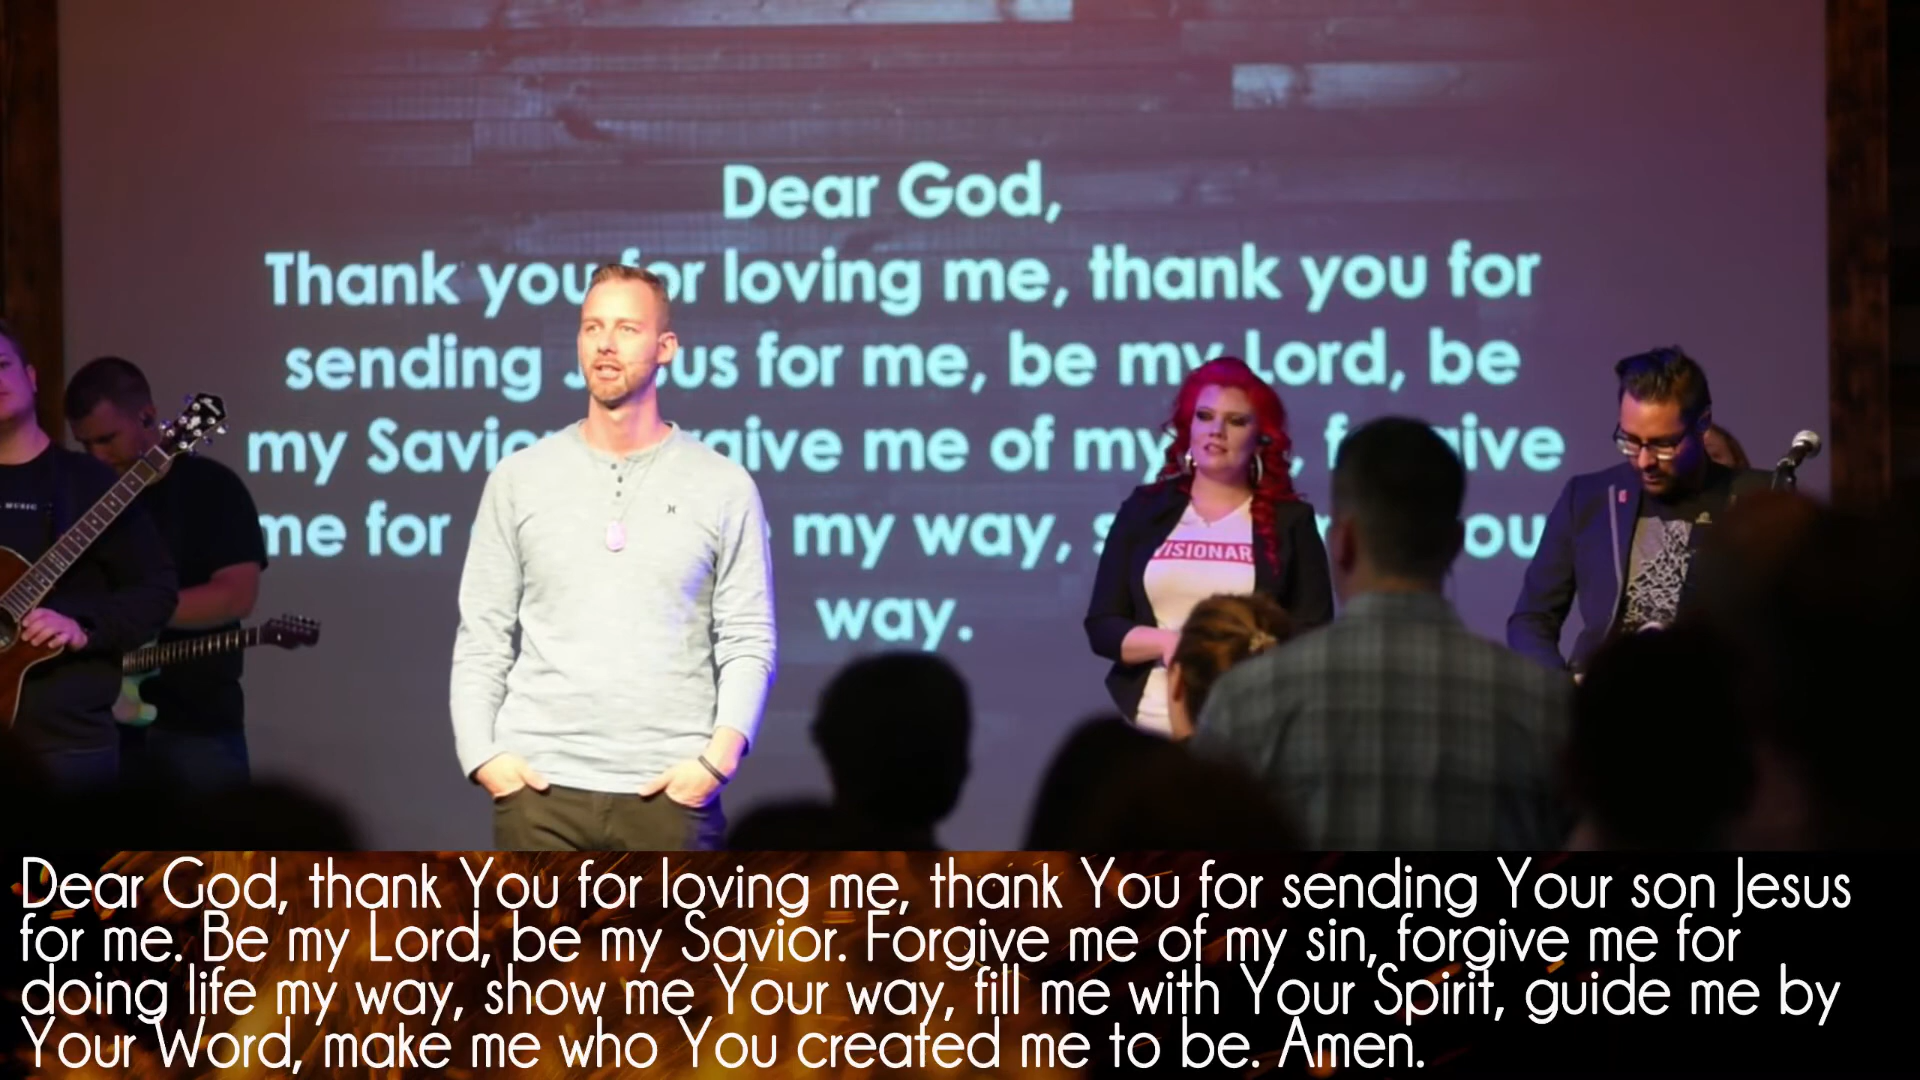 Dear God,
Thank you for loving me, thank you for
sending us for me, be my Lord, be
my me of my
me for my way,
way.
MUSIC
VISIONAR
Dear God, thank You for loving me, thank You for sending Your son Jesus
for me. Be my Lord, be my Savior. Forgive me of my sin, forgive me for
doing life my way, show me Your way, fill me with Your Spirit, guide me by
Your Word, make me who You created me to be. Amen.